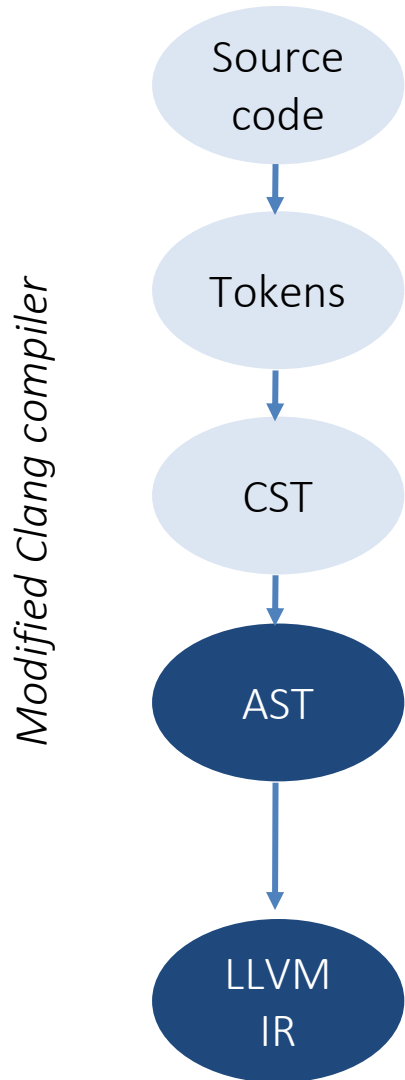 Source
code
Tokens
CST
AST
LLVM
IR
Modified Clang compiler